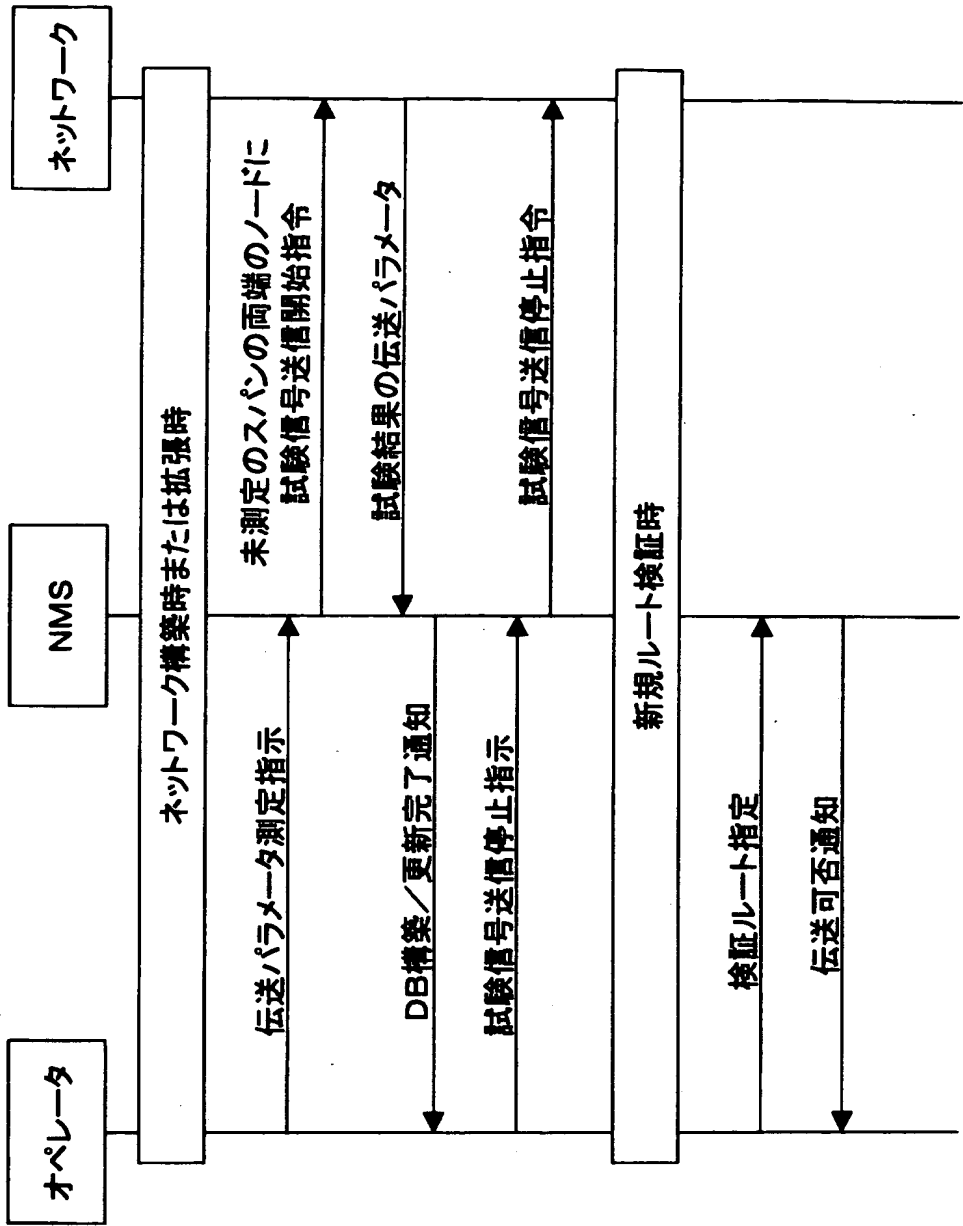 オペレータ
NMS
ネットワーク
ネットワーク構築時または拡張時
伝送パラメータ測定指示
未測定のスパンの両端のノードに
試験信号送信開始指令
試験結果の伝送パラメータ
DB構築／更新完了通知
試験信号送信停止指示
試験信号送信停止指令
新規ルート検証時
検証ルート指定
伝送可否通知